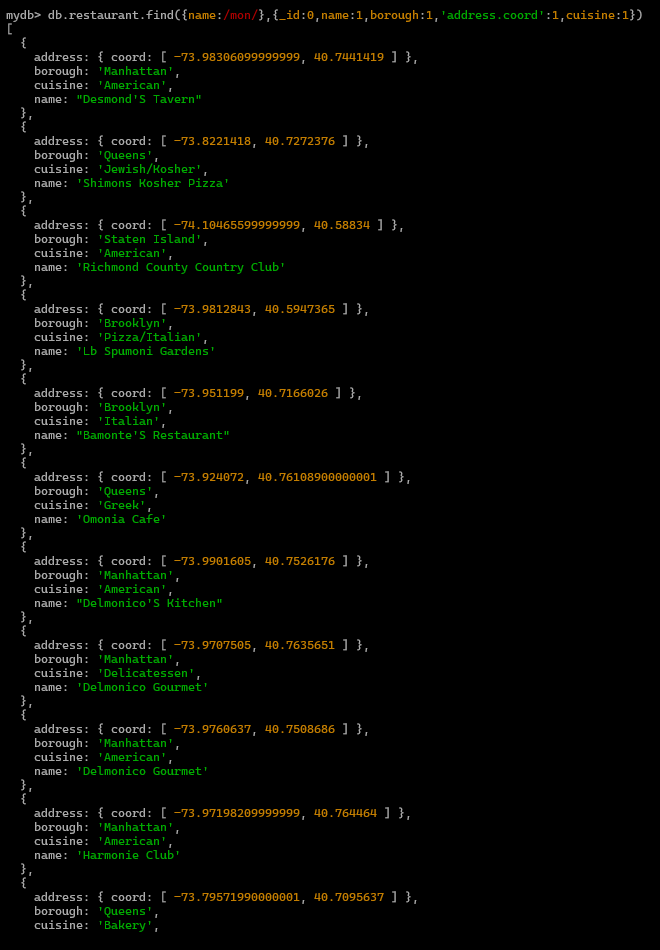 mydb> db.restaurant.find({name:/mon/},{_id:0,name:1,borough:1,'address.coord':1,cuisine:1})
[
  {
    address: { coord: [ -73.98306099999999, 40.7441419 ] },
    borough: 'Manhattan',
    cuisine: 'American',
    name: "Desmond'S Tavern"
  },
  {
    address: { coord: [ -73.8221418, 40.7272376 ] },
    borough: 'Queens',
    cuisine: 'Jewish/Kosher',
    name: 'Shimons Kosher Pizza'
  },
  {
    address: { coord: [ -74.10465599999999, 40.58834 ] },
    borough: 'Staten Island',
    cuisine: 'American',
    name: 'Richmond County Country Club'
  },
  {
    address: { coord: [ -73.9812843, 40.5947365 ] },
    borough: 'Brooklyn',
    cuisine: 'Pizza/Italian',
    name: 'Lb Spumoni Gardens'
  },
  {
    address: { coord: [ -73.951199, 40.7166026 ] },
    borough: 'Brooklyn',
    cuisine: 'Italian',
    name: "Bamonte'S Restaurant"
  },
  {
    address: { coord: [ -73.924072, 40.76108900000001 ] },
    borough: 'Queens',
    cuisine: 'Greek',
    name: 'Omonia Cafe'
  },
  {
    address: { coord: [ -73.9901605, 40.7526176 ] },
    borough: 'Manhattan',
    cuisine: 'American',
    name: "Delmonico'S Kitchen"
  },
  {
    address: { coord: [ -73.9707505, 40.7635651 ] },
    borough: 'Manhattan',
    cuisine: 'Delicatessen',
    name: 'Delmonico Gourmet'
  },
  {
    address: { coord: [ -73.9760637, 40.7508686 ] },
    borough: 'Manhattan',
    cuisine: 'American',
    name: 'Delmonico Gourmet'
  },
  {
    address: { coord: [ -73.97198209999999, 40.764464 ] },
    borough: 'Manhattan',
    cuisine: 'American',
    name: 'Harmonie Club'
  },
  {
    address: { coord: [ -73.79571990000001, 40.7095637 ] },
    borough: 'Queens',
    cuisine: 'Bakery',